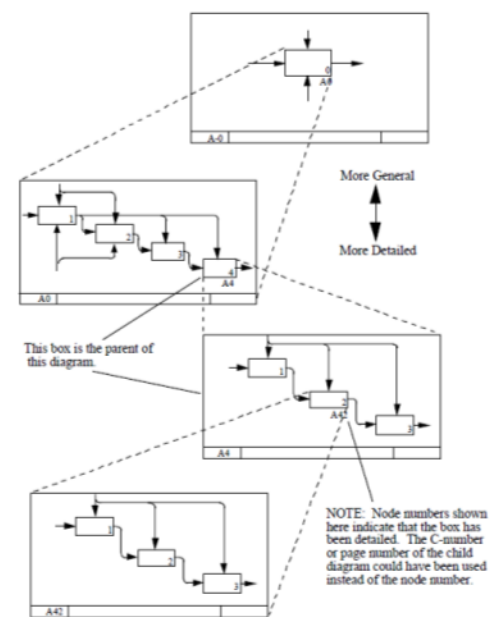 0
A0
A-0
More General
More Detailed
1
2
3
4
A4
A0
This box is the parent of
this diagram.
1
2
3
A42
A4
NOTE: Node numbers shown
here indicate that the box has
been detailed. The C-number
or page number of the child
diagram could have been used
instead of the node number.
1
2
3
A42